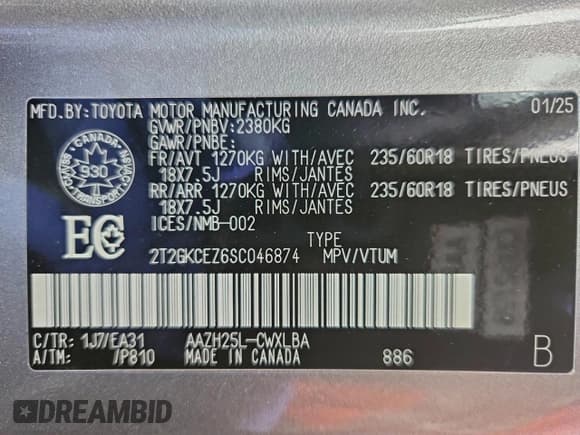 MFD.BY:TOYOTA MOTOR MANUFACTURING CANADA INC. 01/25
GVWR/PNBV:2380KG
GAWR/PNBE:
FR/AVT 1270KG WITH/AVEC 235/60R18 TIRES/PNEUS
18X7.5J RIMS/JANTES
RR/ARR 1270KG WITH/AVEC 235/60R18 TIRES/PNEUS
18X7.5J RIMS/JANTES
ICES/NMB-002
CANADA
930
TRANSPORT
EC
TYPE
2T2GKCEZ6SC046874 MPV/VTUM
C/TR: 1J7/EA31 AAZH25L-CWXLBA
A/TM: /P810 MADE IN CANADA 886 B
DREAMBID